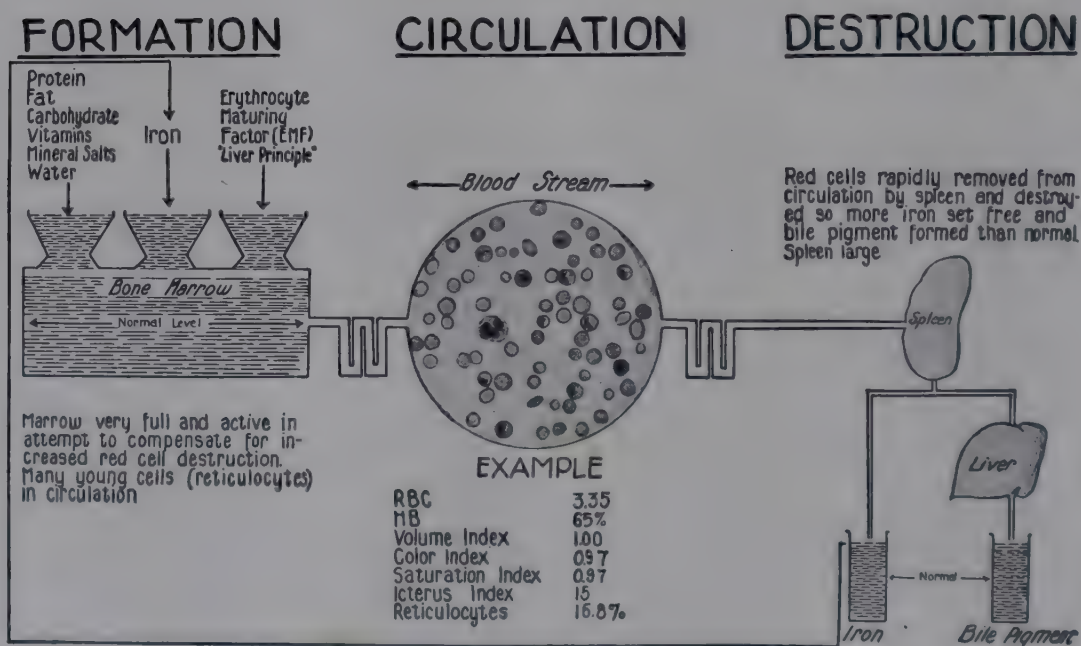 FORMATION
CIRCULATION
DESTRUCTION
Protein
Fat
Carbohydrate
Vitamins
Mineral Salts
Water
Iron
Erythrocyte
Maturing
Factor (EMF)
"Liver Principle"
Bone Marrow
Normal Level
Marrow very full and active in
attempt to compensate for in-
creased red cell destruction.
Many young cells (reticulocytes)
in circulation
Blood Stream
EXAMPLE
RBC 3.35
HB 65%
Volume Index 1.00
Color Index 0.97
Saturation Index 0.97
Icterus Index 15
Reticulocytes 16.8%
Red cells rapidly removed from
circulation by spleen and destroy-
ed so more iron set free and
bile pigment formed than normal.
Spleen large
Spleen
Liver
Normal
Iron
Bile Pigment